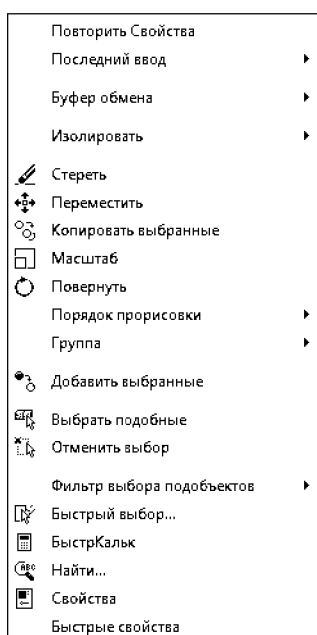 Повторить Свойства
Последний ввод
Буфер обмена
Изолировать
Стереть
Переместить
Копировать выбранные
Масштаб
Повернуть
Порядок прорисовки
Группа
Добавить выбранные
Выбрать подобные
Отменить выбор
Фильтр выбора подобъектов
Быстрый выбор...
БыстрКальк
Найти...
Свойства
Быстрые свойства